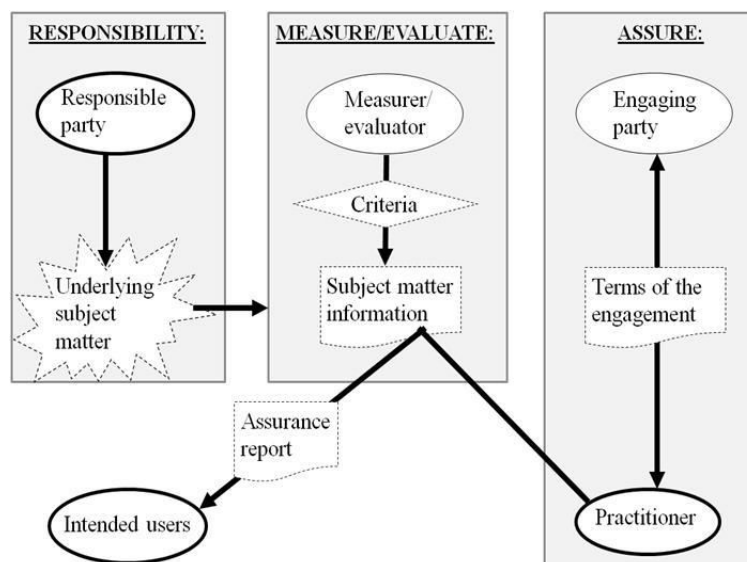 RESPONSIBILITY:
Responsible
party
Underlying
subject
matter
MEASURE/EVALUATE:
Measurer/
evaluator
Criteria
Subject matter
information
ASSURE:
Engaging
party
Terms of the
engagement
Practitioner
Assurance
report
Intended users